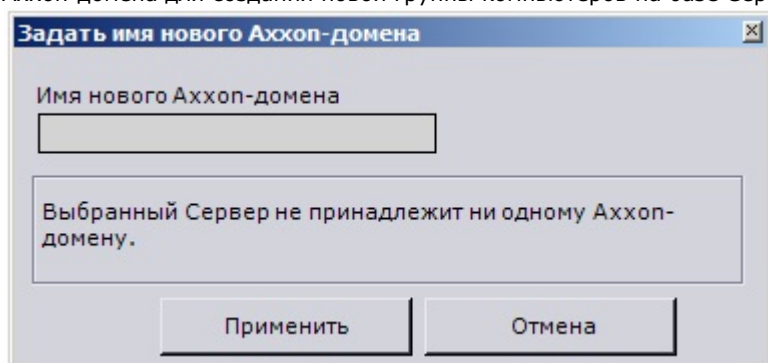 Задать имя нового Axxon-домена
Имя нового Axxon-домена
Выбранный Сервер не принадлежит ни одному Axxon-
домену.
Применить Отмена